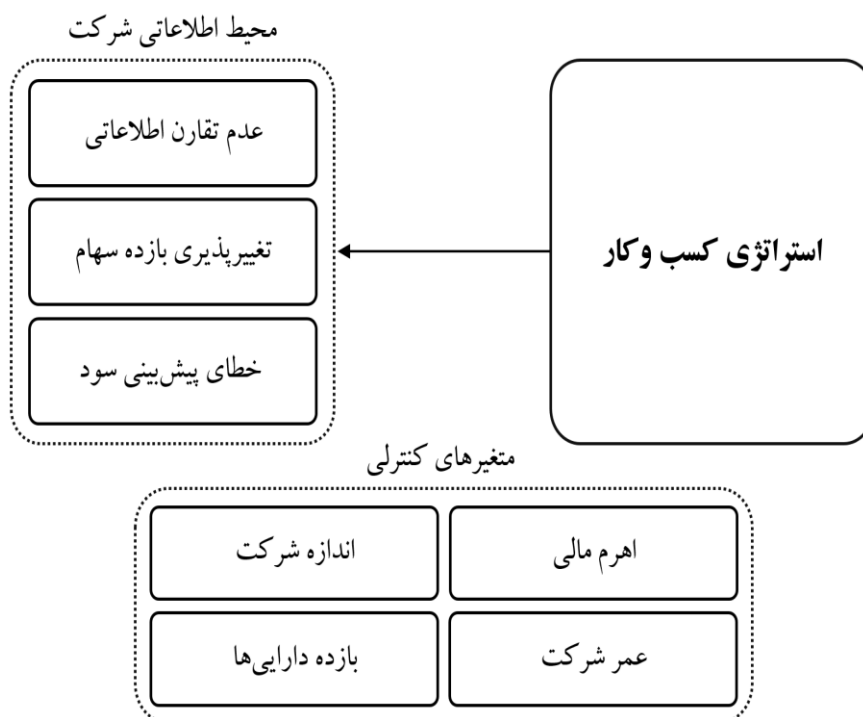 محیط اطلاعاتی شرکت
استراتژی کسب وکار
عدم تقارن اطلاعاتی
تغییرپذیری بازده سهام
خطای پیش‌بینی سود
متغیرهای کنترلی
اهرم مالی
اندازه شرکت
عمر شرکت
بازده دارایی‌ها